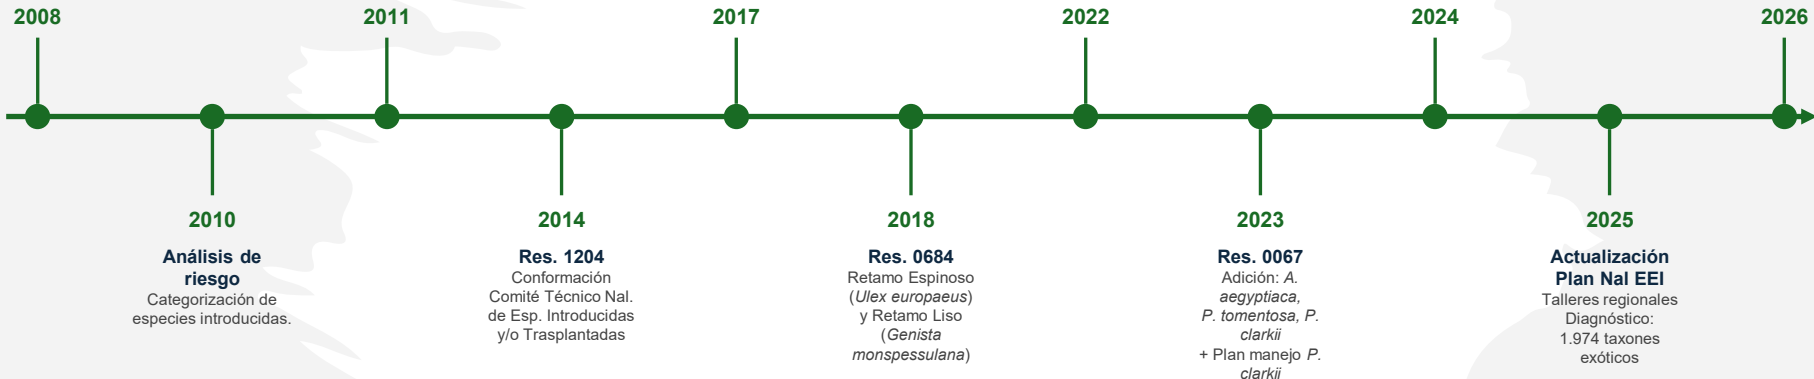 2008
2011
2017
2022
2024
2026
2010
Análisis de
riesgo
Categorización de
especies introducidas.
2014
Res. 1204
Conformación
Comité Técnico Nal.
de Esp. Introducidas
y/o Trasplantadas
2018
Res. 0684
Retamo Espinoso
(Ulex europaeus)
y Retamo Liso
(Genista
monspessulana)
2023
Res. 0067
Adición: A.
aegyptiaca,
P. tomentosa, P.
clarkii
+ Plan manejo P.
clarkii
2025
Actualización
Plan Nal EEI
Talleres regionales
Diagnóstico:
1.974 taxones
exóticos